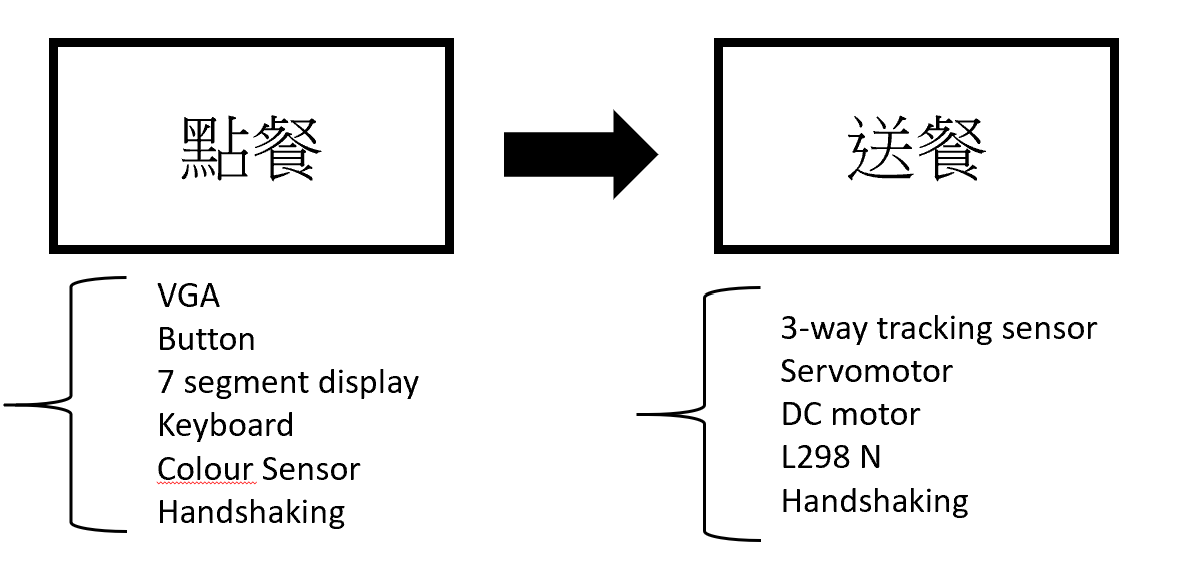 點餐
送餐
VGA
Button
7 segment display
Keyboard
Colour Sensor
Handshaking
3-way tracking sensor
Servomotor
DC motor
L298 N
Handshaking